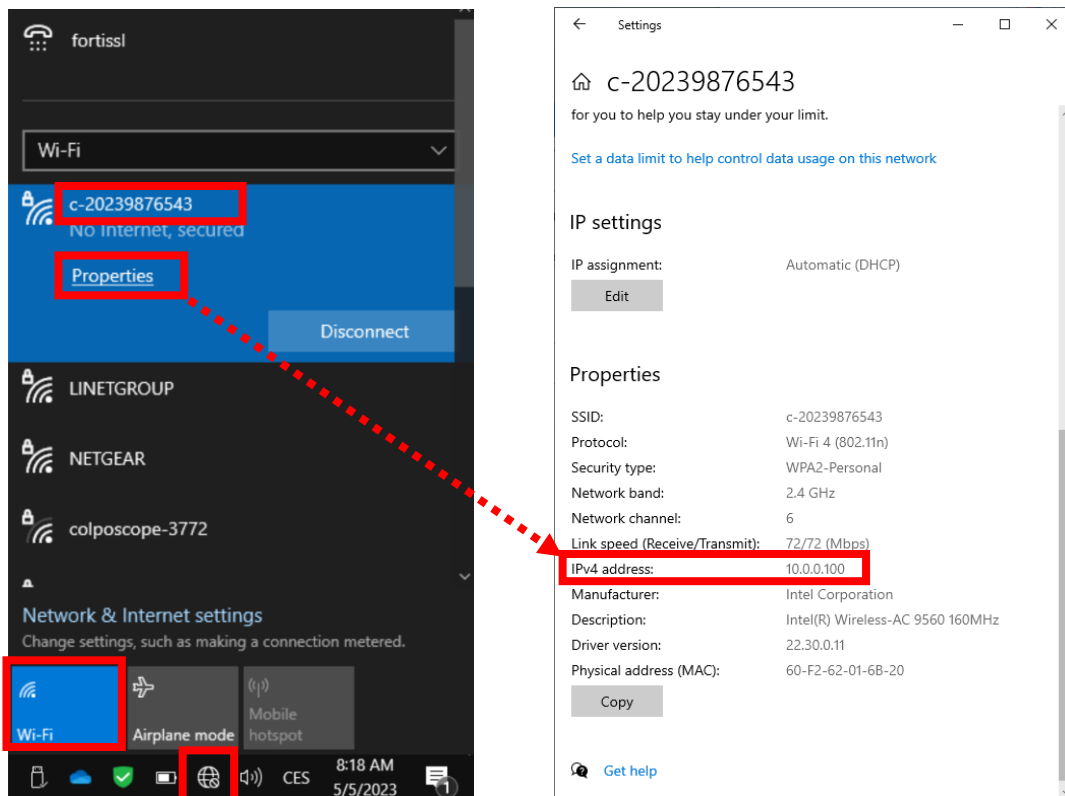 fortissl
Wi-Fi
c-20239876543
No Internet, secured
Properties
Disconnect
LINETGROUP
NETGEAR
colposcope-3772
Network & Internet settings
Change settings, such as making a connection metered.
Wi-Fi
Airplane mode
Mobile
hotspot
CES
8:18 AM
5/5/2023
1
Settings
c-20239876543
for you to help you stay under your limit.
Set a data limit to help control data usage on this network
IP settings
IP assignment: Automatic (DHCP)
Edit
Properties
SSID: c-20239876543
Protocol: Wi-Fi 4 (802.11n)
Security type: WPA2-Personal
Network band: 2.4 GHz
Network channel: 6
Link speed (Receive/Transmit): 72/72 (Mbps)
IPv4 address: 10.0.0.100
Manufacturer: Intel Corporation
Description: Intel(R) Wireless-AC 9560 160MHz
Driver version: 22.30.0.11
Physical address (MAC): 60-F2-62-01-6B-20
Copy
Get help